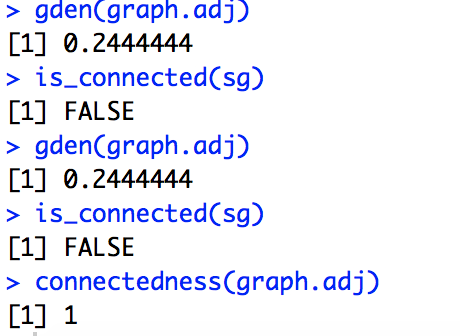 > gden(graph.adj)
[1] 0.2444444
> is_connected(sg)
[1] FALSE
> gden(graph.adj)
[1] 0.2444444
> is_connected(sg)
[1] FALSE
> connectedness(graph.adj)
[1] 1